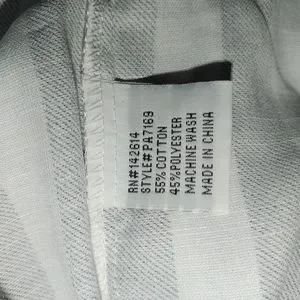 RN#142614
STYLE# PA7169
55% COTTON
45%POLYESTER
MACHINE WASH
MADE IN CHINA